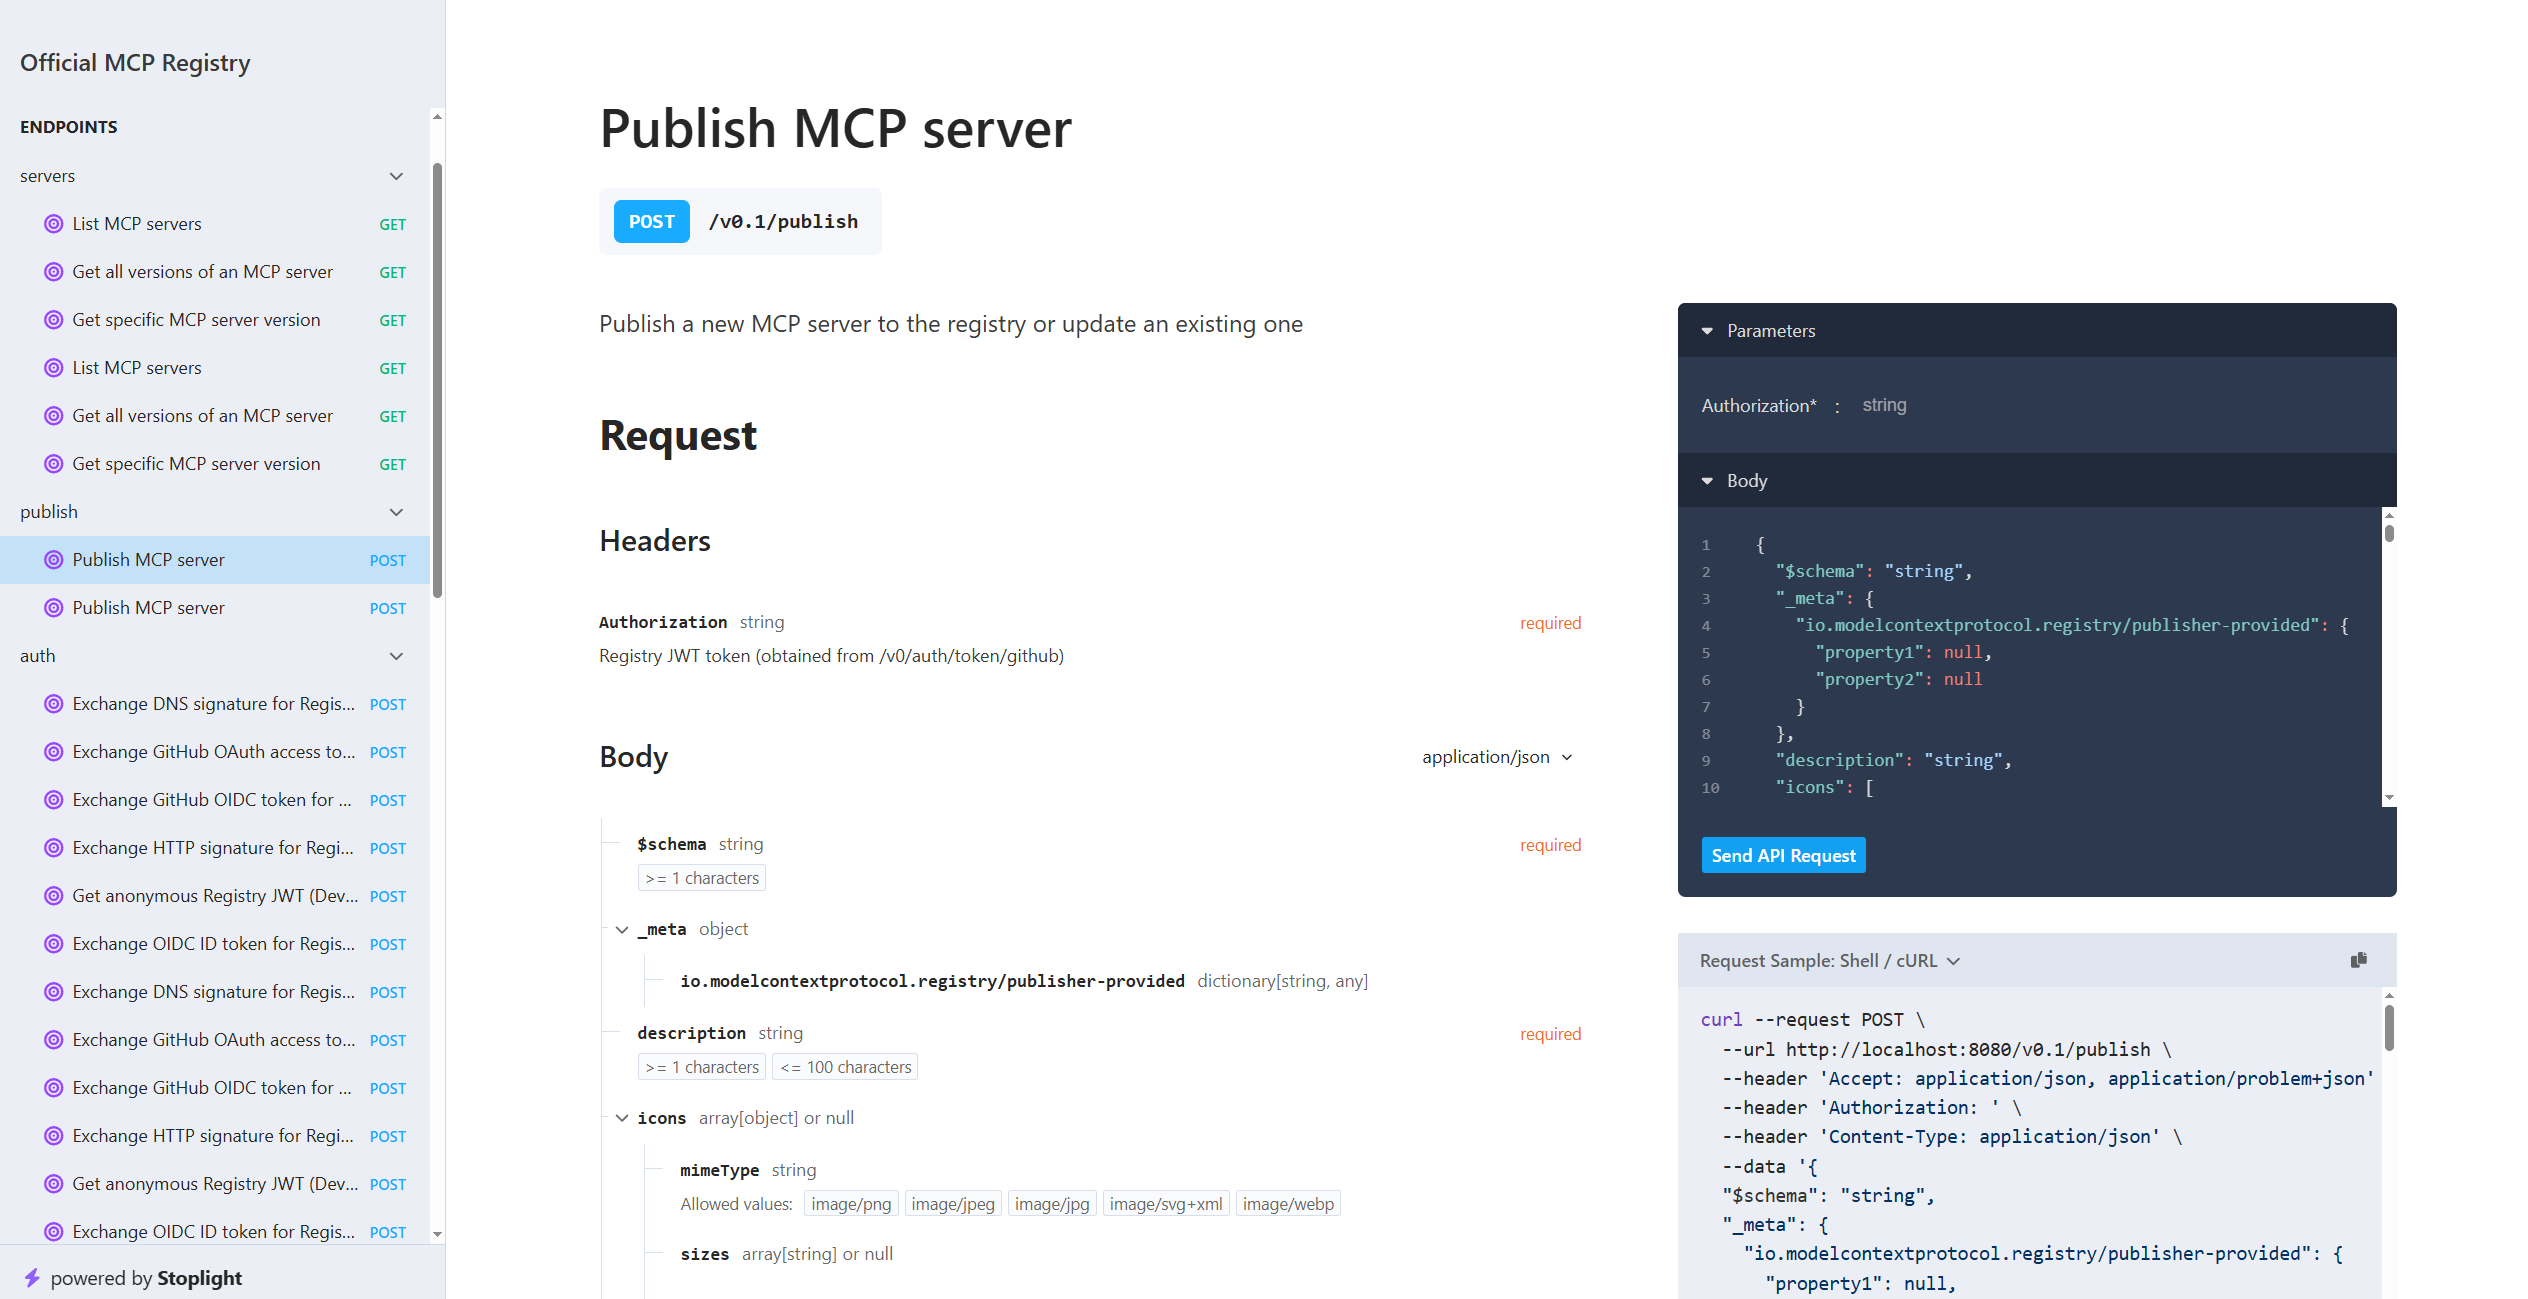 Official MCP Registry
ENDPOINTS
servers
List MCP servers GET
Get all versions of an MCP server GET
Get specific MCP server version GET
List MCP servers GET
Get all versions of an MCP server GET
Get specific MCP server version GET
publish
Publish MCP server POST
Publish MCP server POST
auth
Exchange DNS signature for Regis... POST
Exchange GitHub OAuth access to... POST
Exchange GitHub OIDC token for ... POST
Exchange HTTP signature for Regi... POST
Get anonymous Registry JWT (Dev... POST
Exchange OIDC ID token for Regis... POST
Exchange DNS signature for Regis... POST
Exchange GitHub OAuth access to... POST
Exchange GitHub OIDC token for ... POST
Exchange HTTP signature for Regi... POST
Get anonymous Registry JWT (Dev... POST
Exchange OIDC ID token for Regis... POST
powered by Stoplight
Publish MCP server
POST /v0.1/publish
Publish a new MCP server to the registry or update an existing one
Request
Headers
Authorization string required
Registry JWT token (obtained from /v0/auth/token/github)
Body application/json
$schema string required
>= 1 characters
_meta object
io.modelcontextprotocol.registry/publisher-provided dictionary[string, any]
description string required
>= 1 characters <= 100 characters
icons array[object] or null
mimeType string
Allowed values: image/png image/jpeg image/jpg image/svg+xml image/webp
sizes array[string] or null
Parameters
Authorization* : string
Body
1 {
2 "$schema": "string",
3 "_meta": {
4 "io.modelcontextprotocol.registry/publisher-provided": {
5 "property1": null,
6 "property2": null
7 }
8 },
9 "description": "string",
10 "icons": [
Send API Request
Request Sample: Shell / cURL
curl --request POST \
--url http://localhost:8080/v0.1/publish \
--header 'Accept: application/json, application/problem+json'
--header 'Authorization: ' \
--header 'Content-Type: application/json' \
--data '{
"$schema": "string",
"_meta": {
"io.modelcontextprotocol.registry/publisher-provided": {
"property1": null,